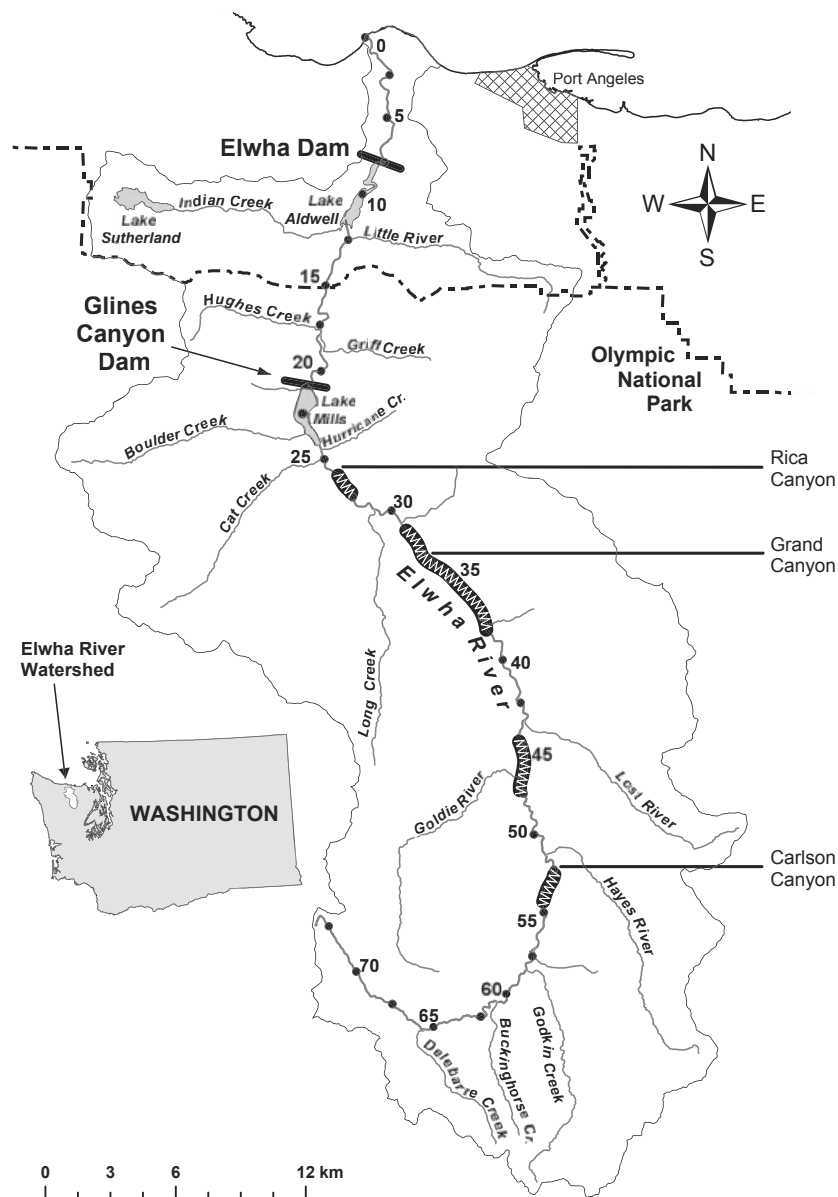 0
Port Angeles
5
Elwha Dam
N
W
E
S
Indian Creek
Lake
Aldwell
10
Lake
Sutherland
Little River
15
Hughes Creek
Glines
Canyon
Dam
Griff Creek
20
Olympic
National
Park
Lake
Mills
Hurricane Cr.
Boulder Creek
25
Rica
Canyon
Cat Creek
30
Grand
Canyon
35
Elwha River
Elwha River
Watershed
Long Creek
40
45
WASHINGTON
Goldie River
Lost River
50
Carlson
Canyon
Hayes River
55
70
60
65
Godkin Creek
Buckinghorse Cr.
Delebarre Creek
0 3 6 12 km